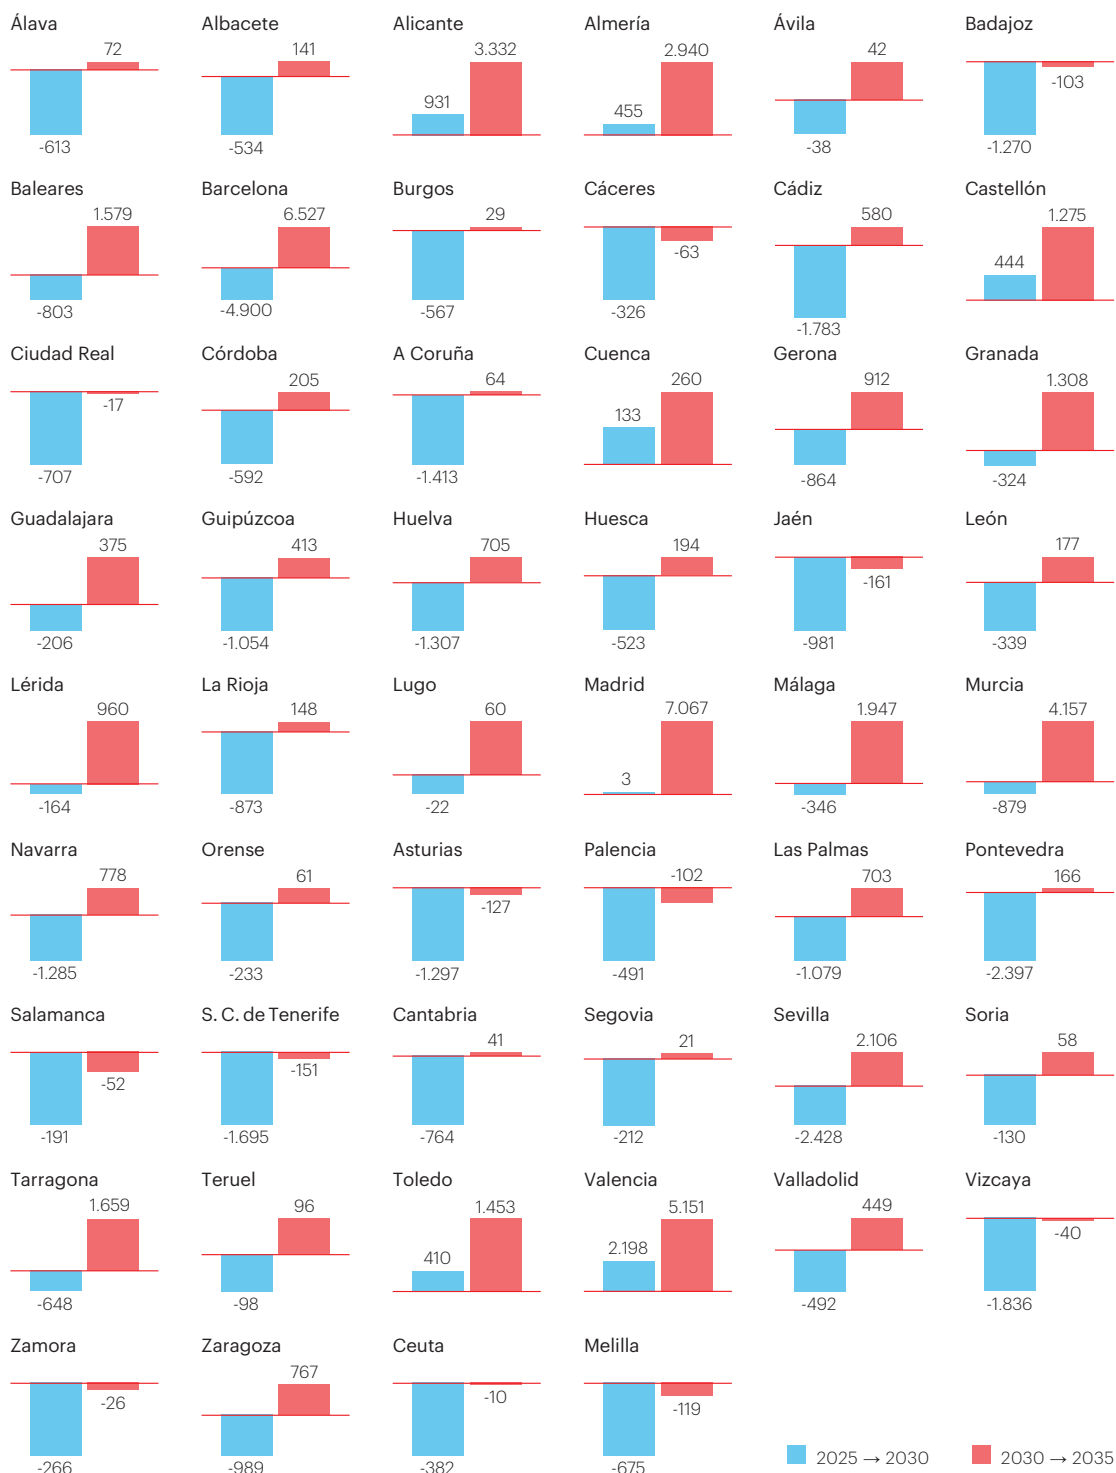 Álava Albacete Alicante Almería Ávila Badajoz
72 141 3.332 2.940 42
931 455 -103
-613 -534 -38 -1.270
Baleares Barcelona Burgos Cáceres Cádiz Castellón
1.579 6.527 29 580 1.275
-63 444
-803 -4.900 -567 -326 -1.783
Ciudad Real Córdoba A Coruña Cuenca Gerona Granada
205 64 260 912 1.308
-17 133
-707 -592 -1.413 -864 -324
Guadalajara Guipúzcoa Huelva Huesca Jaén León
375 413 705 194 177
-161
-206 -1.054 -1.307 -523 -981 -339
Lérida La Rioja Lugo Madrid Málaga Murcia
960 148 60 7.067 1.947 4.157
3
-164 -873 -22 -346 -879
Navarra Orense Asturias Palencia Las Palmas Pontevedra
778 61 -102 703 166
-127
-1.285 -233 -1.297 -491 -1.079 -2.397
Salamanca S. C. de Tenerife Cantabria Segovia Sevilla Soria
41 21 2.106 58
-52 -151
-191 -1.695 -764 -212 -2.428 -130
Tarragona Teruel Toledo Valencia Valladolid Vizcaya
1.659 96 1.453 5.151 449
410 2.198 -40
-648 -98 -492 -1.836
Zamora Zaragoza Ceuta Melilla
767
-26 -10 -119
-266 -989 -382 -675
2025 → 2030 2030 → 2035